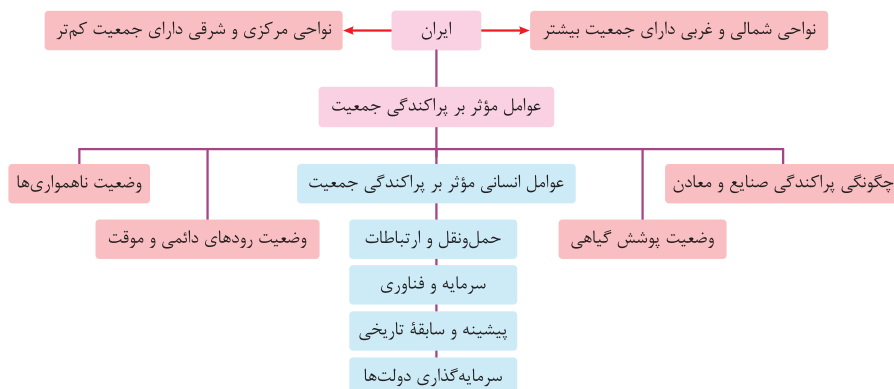 نواحی شمالی و غربی دارای جمعیت بیشتر
ایران
نواحی مرکزی و شرقی دارای جمعیت کم‌تر
عوامل مؤثر بر پراکندگی جمعیت
چگونگی پراکندگی صنایع و معادن
عوامل انسانی مؤثر بر پراکندگی جمعیت
وضعیت ناهمواری‌ها
وضعیت پوشش گیاهی
حمل‌ونقل و ارتباطات
وضعیت رودهای دائمی و موقت
سرمایه و فناوری
پیشینه و سابقهٔ تاریخی
سرمایه‌گذاری دولت‌ها